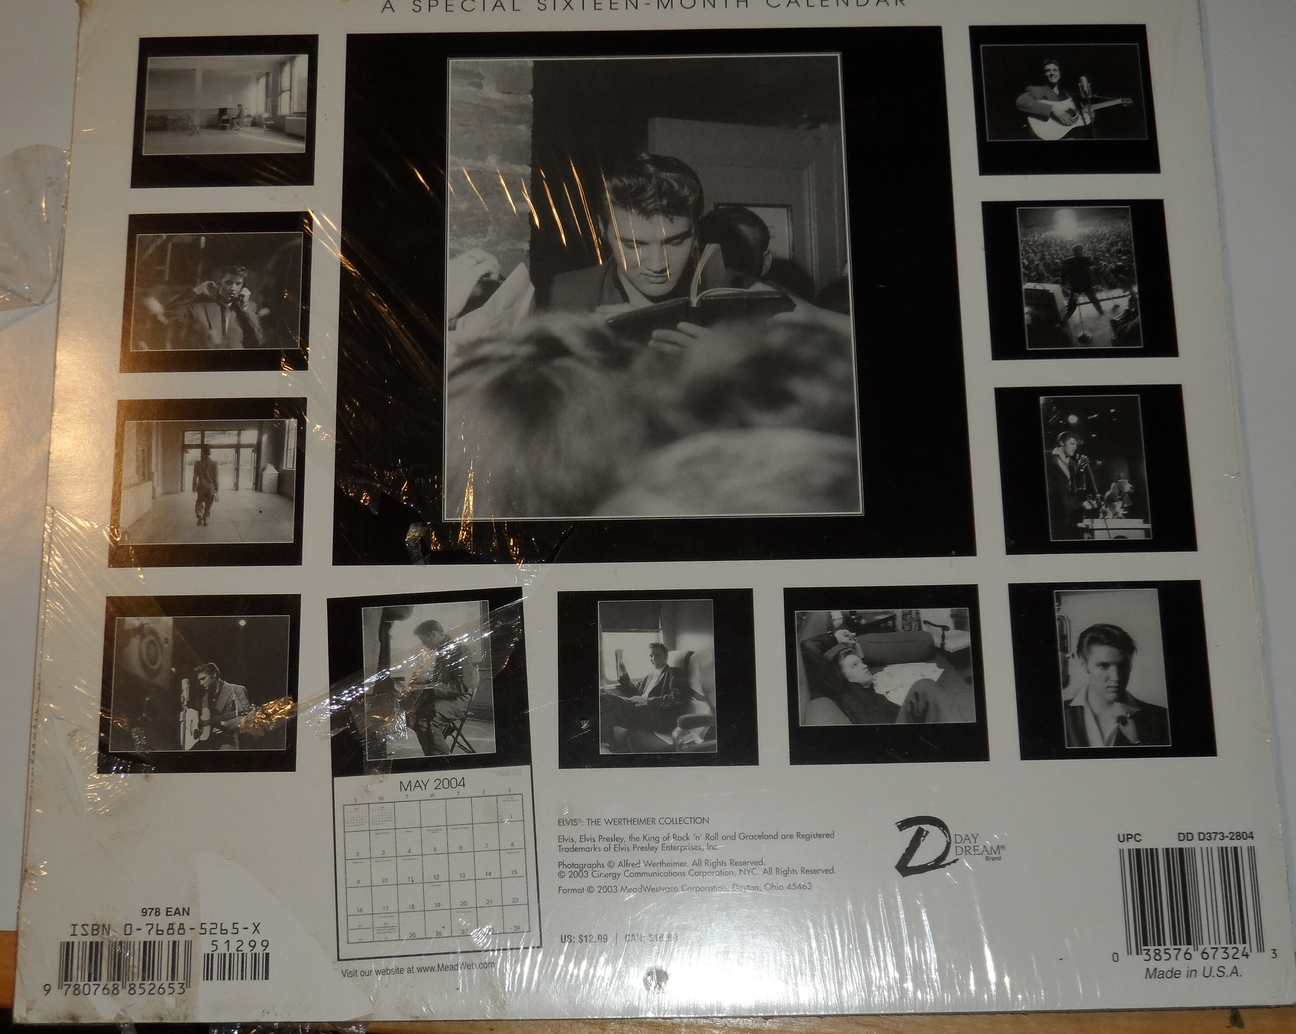 A SPECIAL SIXTEEN-MONTH CALENDAR
MAY 2004
ELVIS®: THE WERTHEIMER COLLECTION
Elvis, Elvis Presley, the King of Rock 'n' Roll and Graceland are Registered
Trademarks of Elvis Presley Enterprises, Inc.
Photographs © Alfred Wertheimer. All Rights Reserved.
© 2003 Cinergy Communications Corporation, NYC. All Rights Reserved.
Format © 2003 MeadWestvaco Corporation, Dayton, Ohio 45463
US: $12.99 | CAN:
Visit our website at www.MeadWeb.com
DAY
DREAM®
Brand
UPC DD D373-2804
0 38576 67324 3
Made in U.S.A.
978 EAN
ISBN 0-7688-5265-X
51299
9 780768 852653